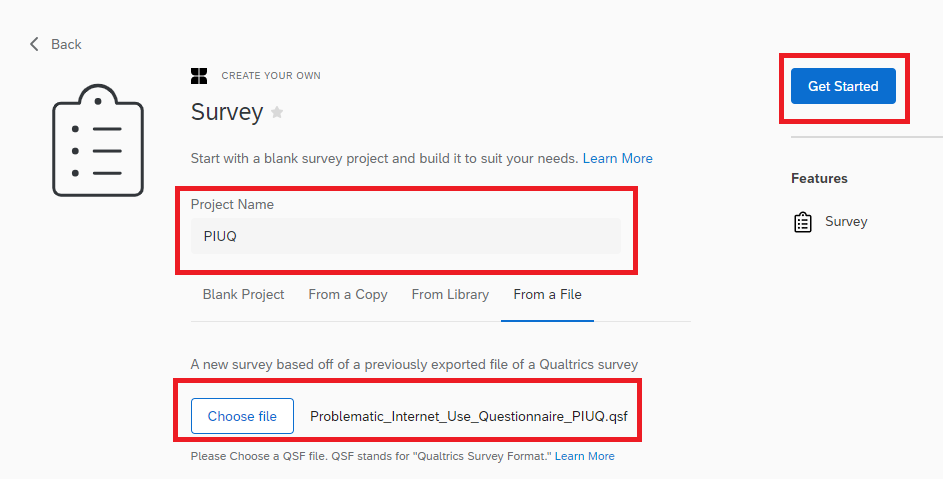 Back
CREATE YOUR OWN
Survey
Start with a blank survey project and build it to suit your needs. Learn More
Project Name
PIUQ
Blank Project From a Copy From Library From a File
A new survey based off of a previously exported file of a Qualtrics survey
Choose file Problematic_Internet_Use_Questionnaire_PIUQ.qsf
Please Choose a QSF file. QSF stands for "Qualtrics Survey Format." Learn More
Get Started
Features
Survey